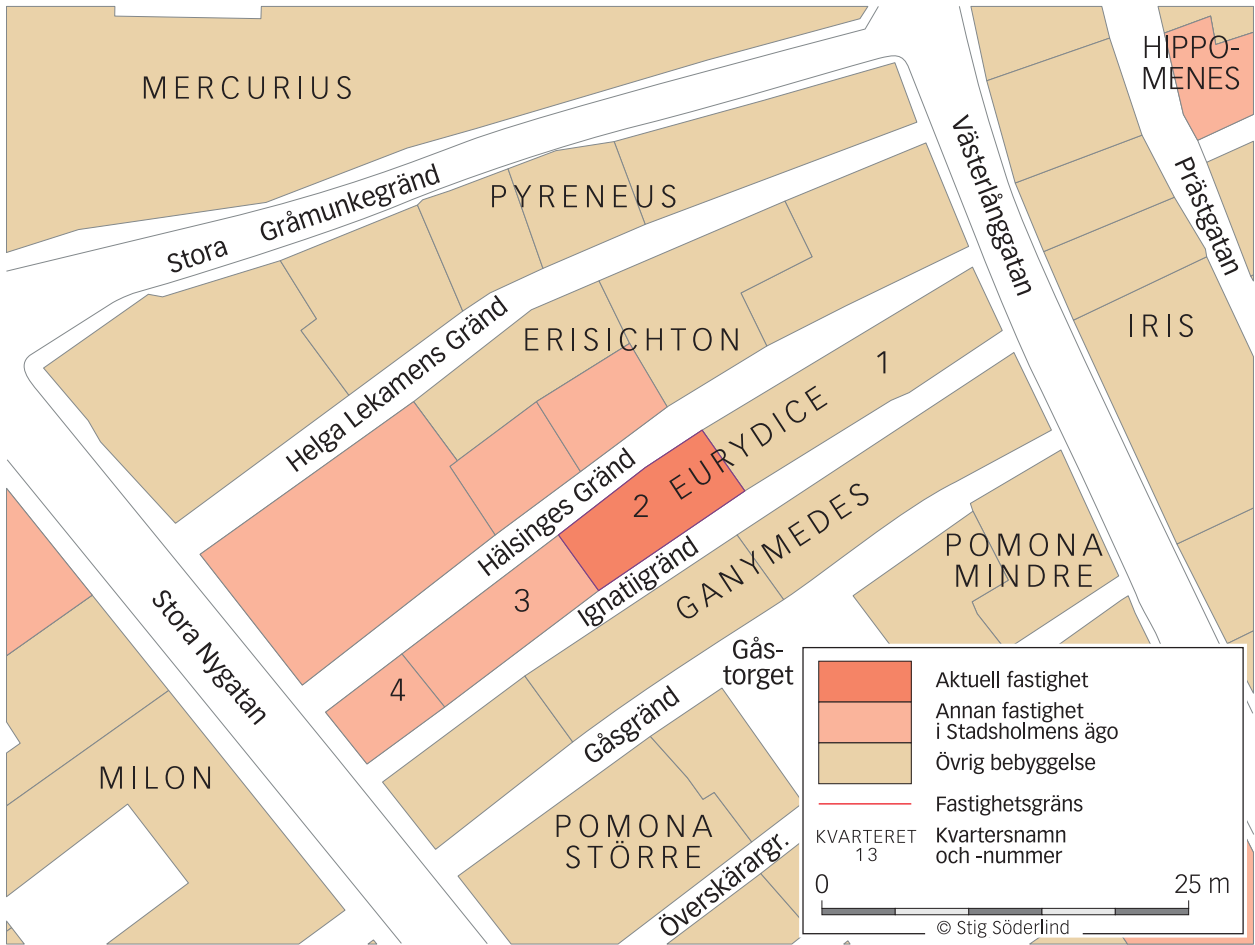 MERCURIUS
HIPPO-
MENES
Västerlånggatan
Prästgatan
PYRENEUS
Stora Gråmunkegränd
Helga Lekamens Gränd
ERISICHTON
IRIS
1
EURYDICE
2
Hälsinges Gränd
3
4
Ignatiigränd
GANYMEDES
POMONA
MINDRE
Stora Nygatan
Gås-
torget
Gåsgränd
MILON
POMONA
STÖRRE
Överskärargr.
Aktuell fastighet
Annan fastighet
i Stadsholmens ägo
Övrig bebyggelse
Fastighetsgräns
KVARTERET
13
Kvartersnamn
och -nummer
0 25 m
© Stig Söderlind